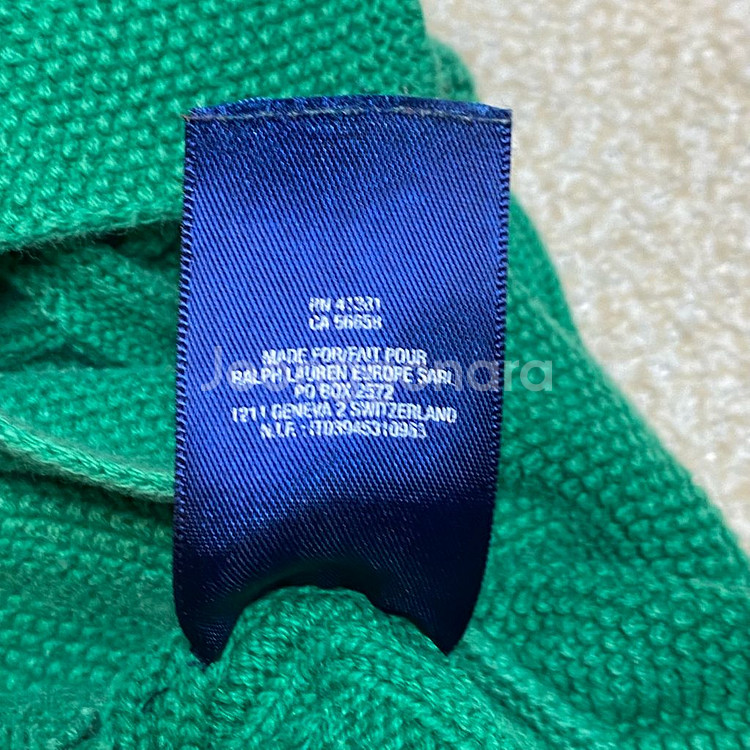 RN 41381
CA 56658
MADE FOR/FAIT POUR
RALPH LAUREN EUROPE SARL
PO BOX 2572
1211 GENEVA 2 SWITZERLAND
N.I.F. : IT03945310963